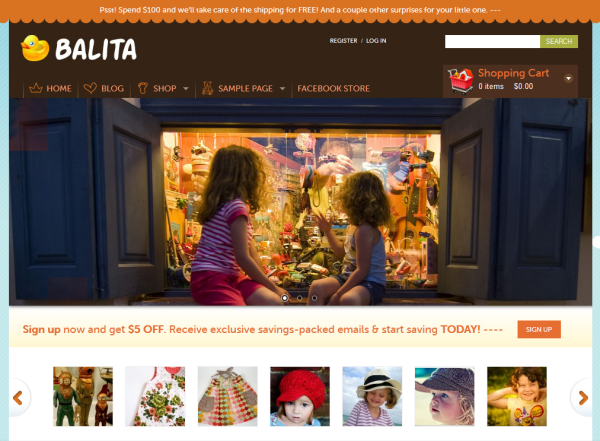 Psst! Spend $100 and we'll take care of the shipping for FREE! And a couple other surprises for your little one. ---
BALITA
REGISTER / LOG IN
SEARCH
Shopping Cart
0 items $0.00
HOME
BLOG
SHOP
SAMPLE PAGE
FACEBOOK STORE
Sign up now and get $5 OFF. Receive exclusive savings-packed emails & start saving TODAY! ----
SIGN UP